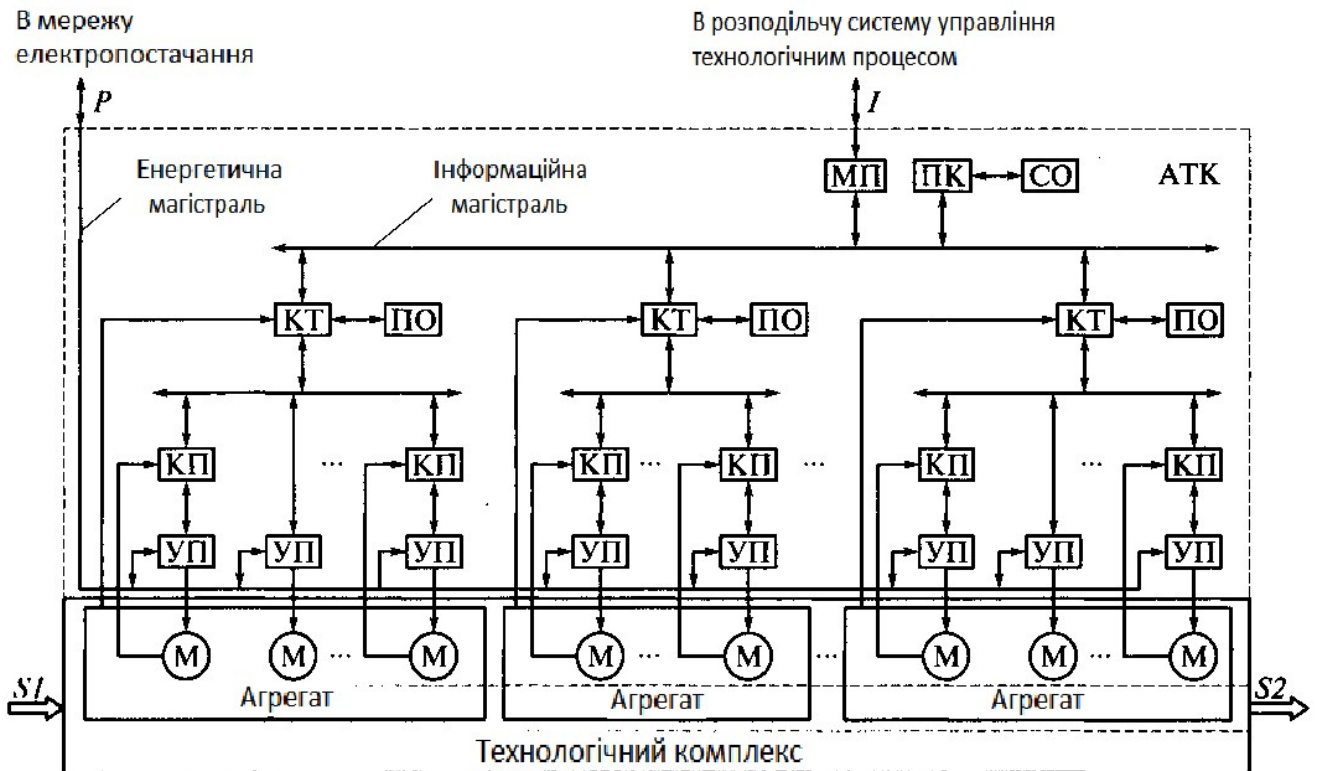 В мережу
електропостачання
В розподільчу систему управління
технологічним процесом
P
I
Енергетична
магістраль
Інформаційна
магістраль
МП ПК СО АТК
КТ ПО КТ ПО КТ ПО
КП ... КП КП ... КП ... КП ... КП
УП УП УП УП УП УП УП УП
М М ... М М ... М ... М М ... М
S1 S2
Агрегат Агрегат Агрегат
Технологічний комплекс